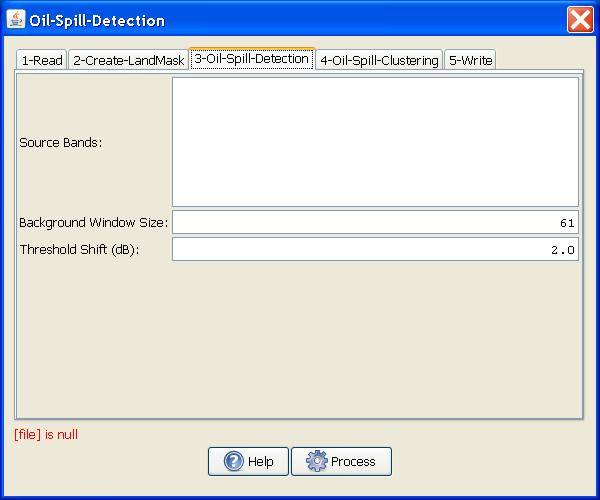 Oil-Spill-Detection
1-Read 2-Create-LandMask 3-Oil-Spill-Detection 4-Oil-Spill-Clustering 5-Write
Source Bands:
Background Window Size: 61
Threshold Shift (dB): 2.0
[file] is null
Help Process